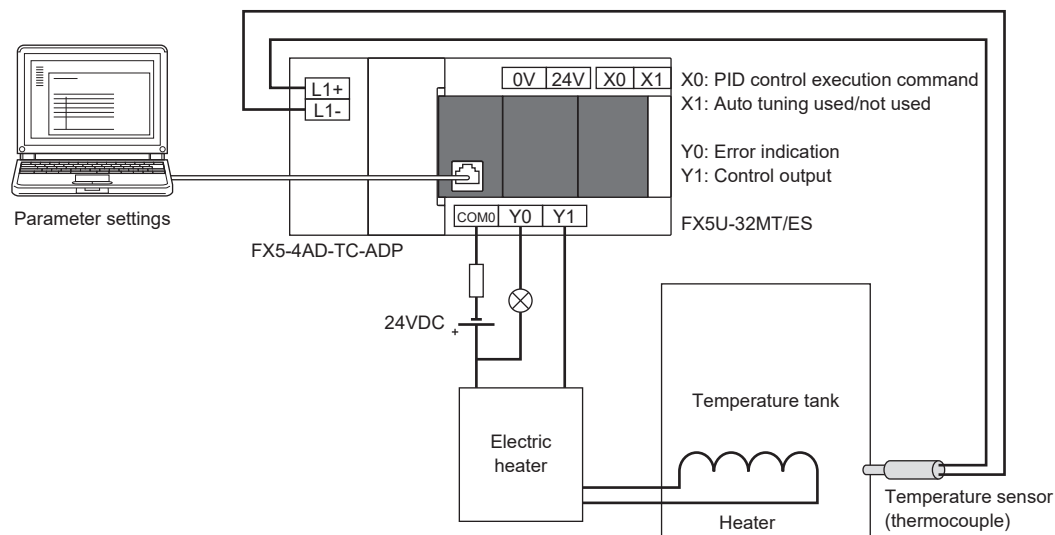 L1+
L1-
0V 24V X0 X1
X0: PID control execution command
X1: Auto tuning used/not used
Y0: Error indication
Y1: Control output
Parameter settings
COM0 Y0 Y1
FX5U-32MT/ES
FX5-4AD-TC-ADP
24VDC
+
Temperature tank
Electric
heater
Heater
Temperature sensor
(thermocouple)